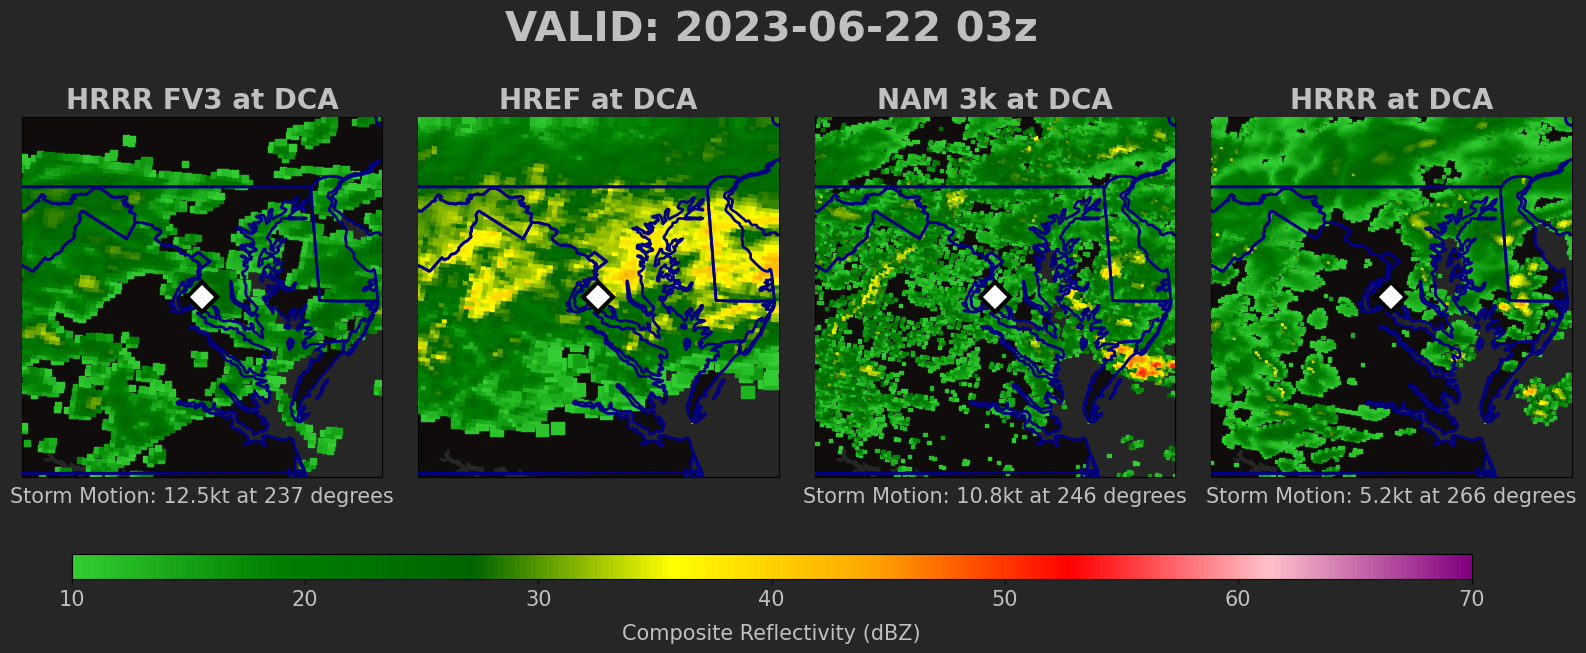 VALID: 2023-06-22 03z
HRRR FV3 at DCA
HREF at DCA
NAM 3k at DCA
HRRR at DCA
Storm Motion: 12.5kt at 237 degrees
Storm Motion: 10.8kt at 246 degrees
Storm Motion: 5.2kt at 266 degrees
10 20 30 40 50 60 70
Composite Reflectivity (dBZ)